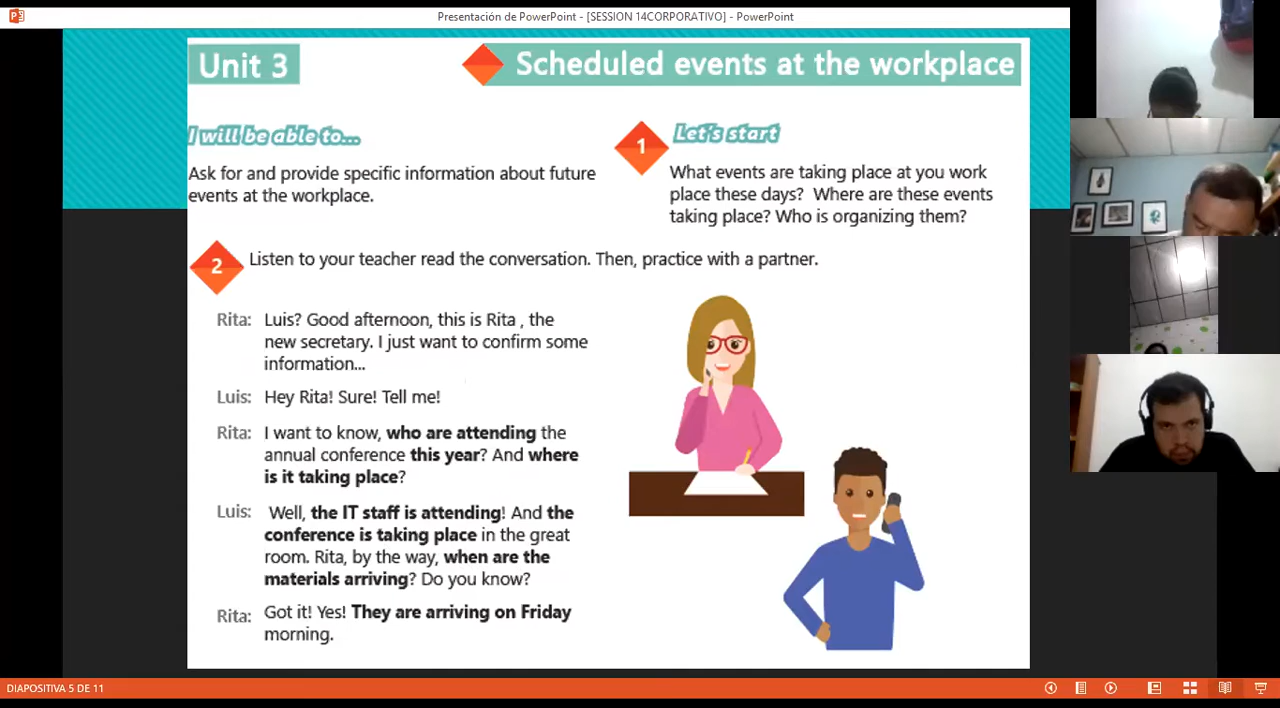 Presentación de PowerPoint - [SESSION 14CORPORATIVO] - PowerPoint
Unit 3
Scheduled events at the workplace
I will be able to...
Ask for and provide specific information about future
events at the workplace.
1
Let's start
What events are taking place at you work
place these days? Where are these events
taking place? Who is organizing them?
2
Listen to your teacher read the conversation. Then, practice with a partner.
Rita: Luis? Good afternoon, this is Rita , the
new secretary. I just want to confirm some
information...
Luis: Hey Rita! Sure! Tell me!
Rita: I want to know, who are attending the
annual conference this year? And where
is it taking place?
Luis: Well, the IT staff is attending! And the
conference is taking place in the great
room. Rita, by the way, when are the
materials arriving? Do you know?
Rita: Got it! Yes! They are arriving on Friday
morning.
DIAPOSITIVA 5 DE 11